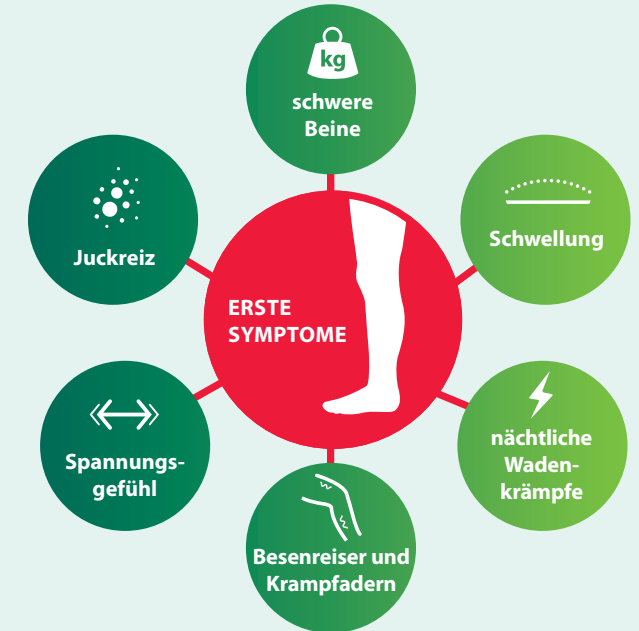 kg
schwere
Beine
Schwellung
nächtliche
Waden-
krämpfe
Besenreiser und
Krampfadern
Spannungs-
gefühl
Juckreiz
ERSTE
SYMPTOME